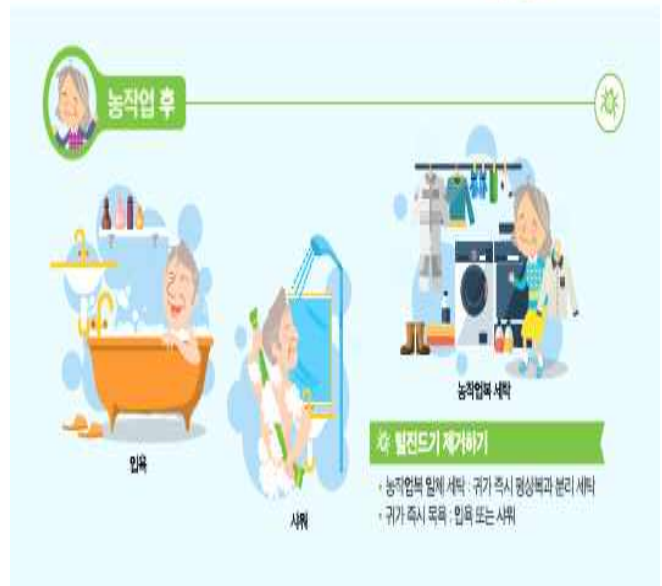 농작업 후
농작업복 세탁
입욕
샤워
털진드기 제거하기
• 농작업복 일체 세탁 : 귀가 즉시 평상복과 분리 세탁
• 귀가 즉시 목욕 : 입욕 또는 샤워